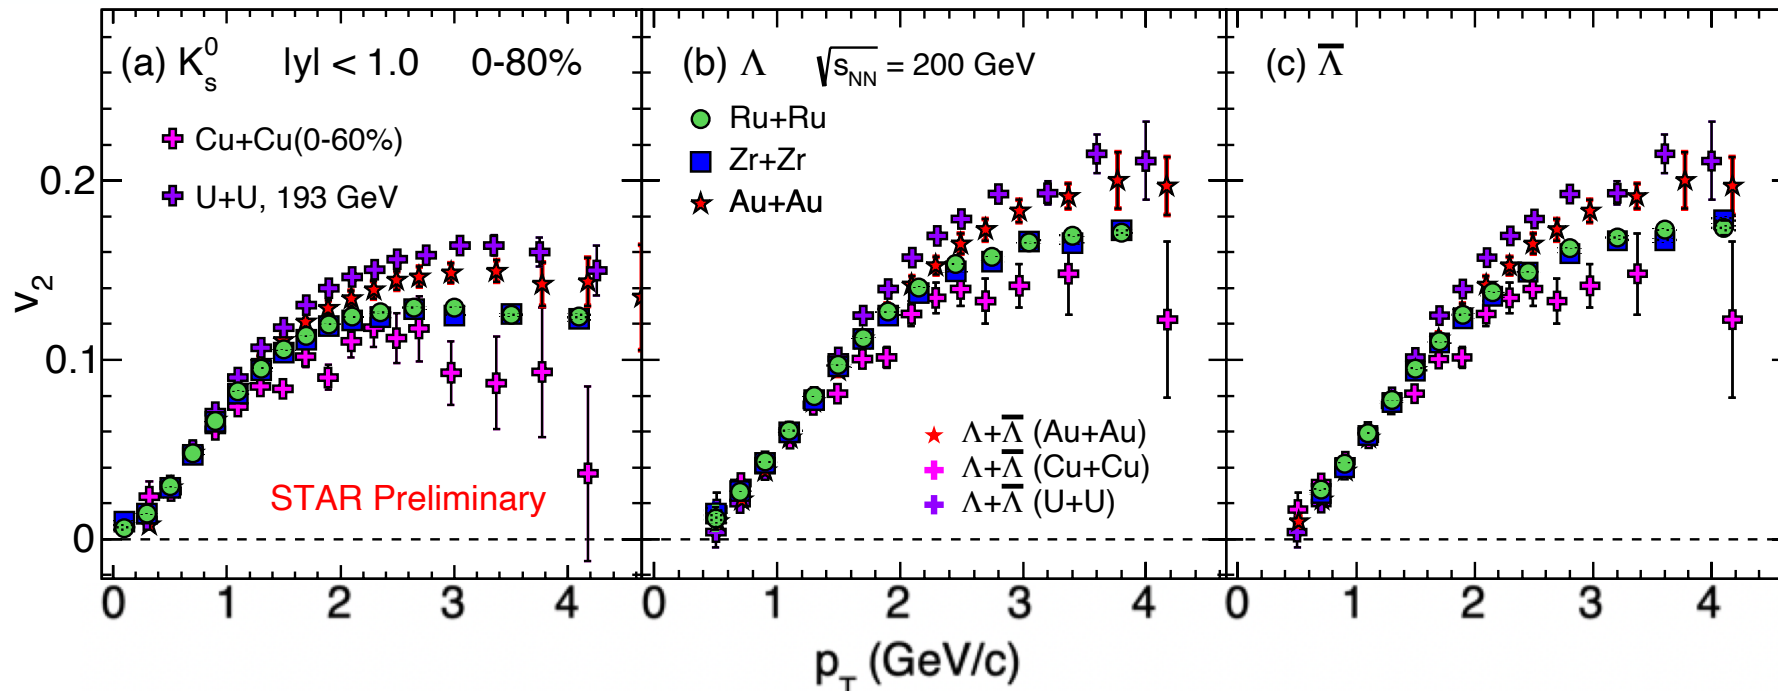 (a) K⁰ₛ |y| < 1.0 0-80%
Cu+Cu(0-60%)
U+U, 193 GeV
STAR Preliminary
(b) Λ √s_NN = 200 GeV
Ru+Ru
Zr+Zr
Au+Au
Λ+Λ̅ (Au+Au)
Λ+Λ̅ (Cu+Cu)
Λ+Λ̅ (U+U)
(c) Λ̅
v₂
0.2
0.1
0
0 1 2 3 4
0 1 2 3 4
0 1 2 3 4
p_T (GeV/c)